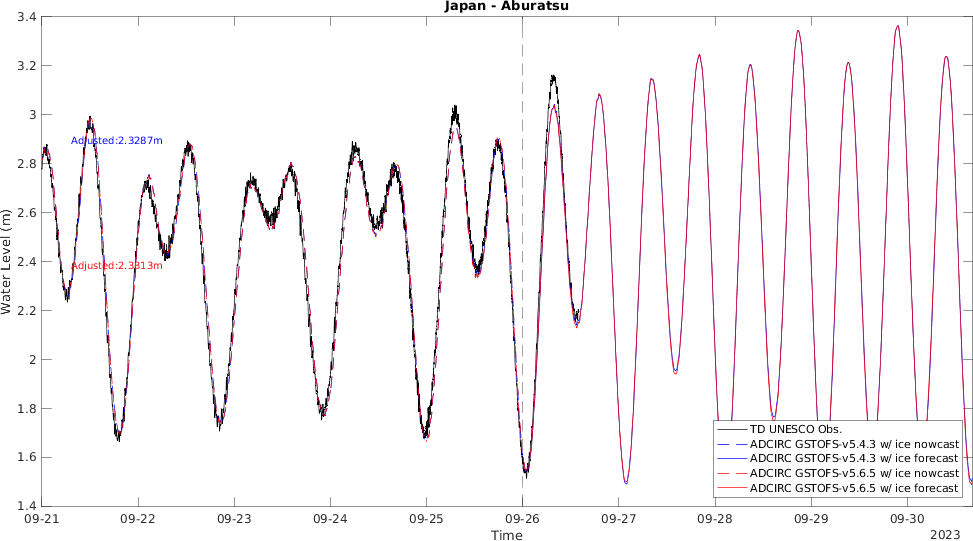 Japan - Aburatsu
3.4
3.2
3
2.8
2.6
2.4
2.2
2
1.8
1.6
1.4
Water Level (m)
Adjusted:2.3287m
Adjusted:2.3313m
TD UNESCO Obs.
ADCIRC GSTOFS-v5.4.3 w/ ice nowcast
ADCIRC GSTOFS-v5.4.3 w/ ice forecast
ADCIRC GSTOFS-v5.6.5 w/ ice nowcast
ADCIRC GSTOFS-v5.6.5 w/ ice forecast
09-21 09-22 09-23 09-24 09-25 09-26 09-27 09-28 09-29 09-30
Time
2023